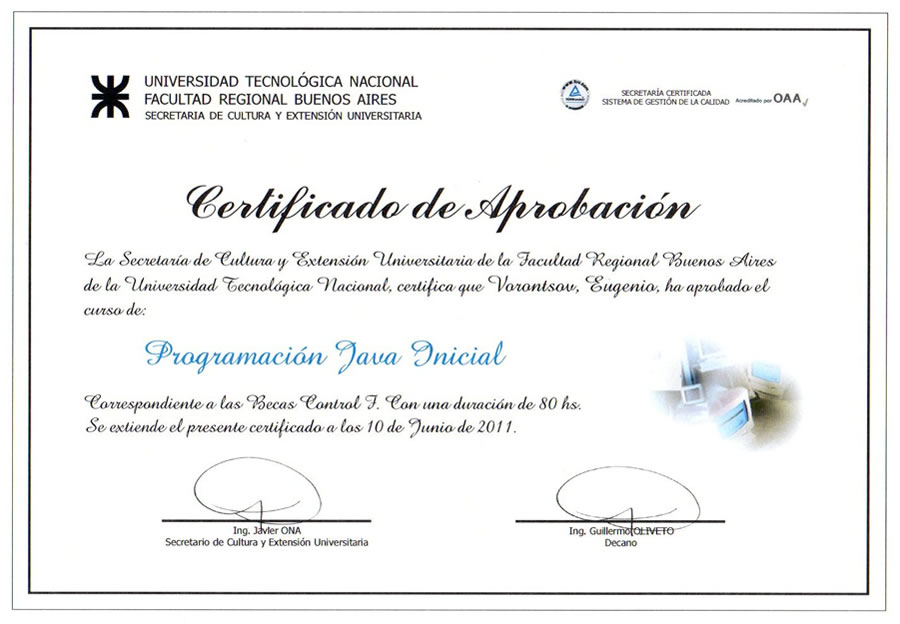 UNIVERSIDAD TECNOLÓGICA NACIONAL
FACULTAD REGIONAL BUENOS AIRES
SECRETARIA DE CULTURA Y EXTENSIÓN UNIVERSITARIA
SECRETARÍA CERTIFICADA
SISTEMA DE GESTIÓN DE LA CALIDAD Acreditado por OAA
Certificado de Aprobación
La Secretaría de Cultura y Extensión Universitaria de la Facultad Regional Buenos Aires
de la Universidad Tecnológica Nacional, certifica que Vorontsov, Eugenio, ha aprobado el
curso de:
Programación Java Inicial
Correspondiente a las Becas Control F. Con una duración de 80 hs.
Se extiende el presente certificado a los 10 de Junio de 2011.
Ing. Javier ONA
Secretario de Cultura y Extensión Universitaria
Ing. Guillermo OLIVETO
Decano